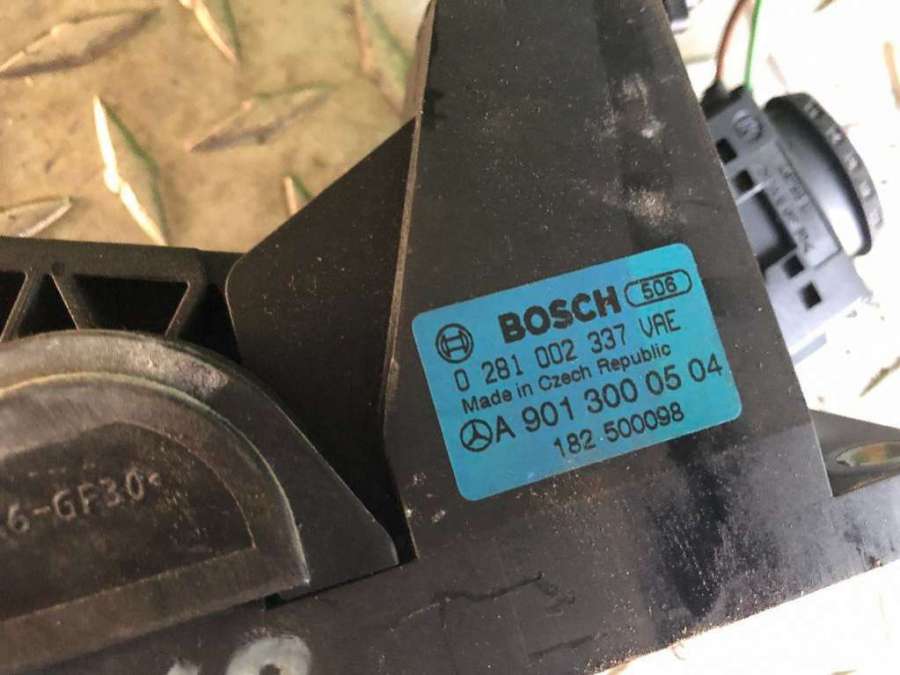 BOSCH 506
0 281 002 337 VAE
Made in Czech Republic
A 901 300 05 04
182 500098
6-GF30<